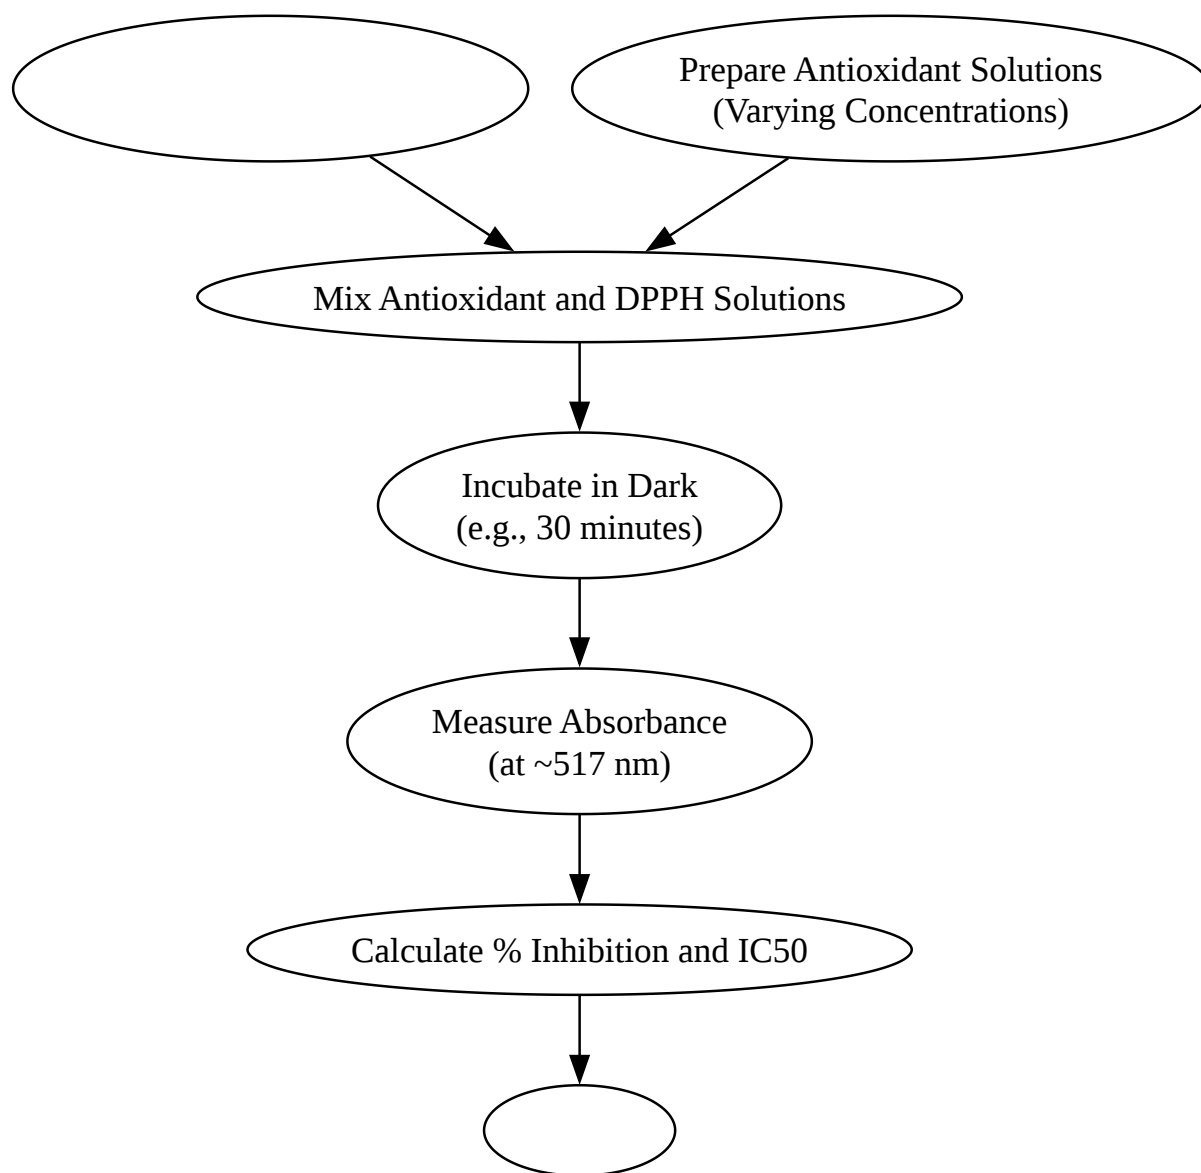 Prepare Antioxidant Solutions
(Varying Concentrations)
Mix Antioxidant and DPPH Solutions
Incubate in Dark
(e.g., 30 minutes)
Measure Absorbance
(at ~517 nm)
Calculate % Inhibition and IC50